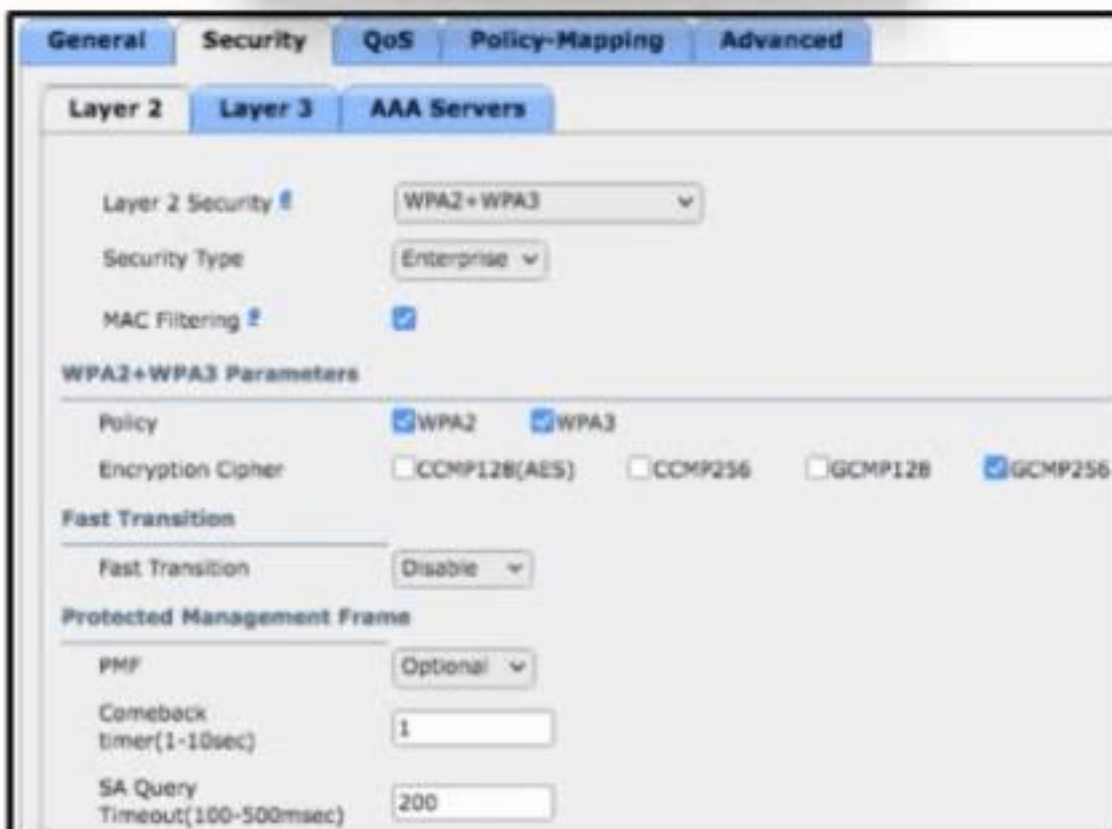 General Security QoS Policy-Mapping Advanced
Layer 2 Layer 3 AAA Servers
Layer 2 Security
WPA2+WPA3
Security Type
Enterprise
MAC Filtering
WPA2+WPA3 Parameters
Policy
WPA2 WPA3
Encryption Cipher
CCMP128(AES) CCMP256 GCMP128 GCMP256
Fast Transition
Fast Transition
Disable
Protected Management Frame
PMF
Optional
Comeback
timer(1-10sec)
1
SA Query
Timeout(100-500msec)
200